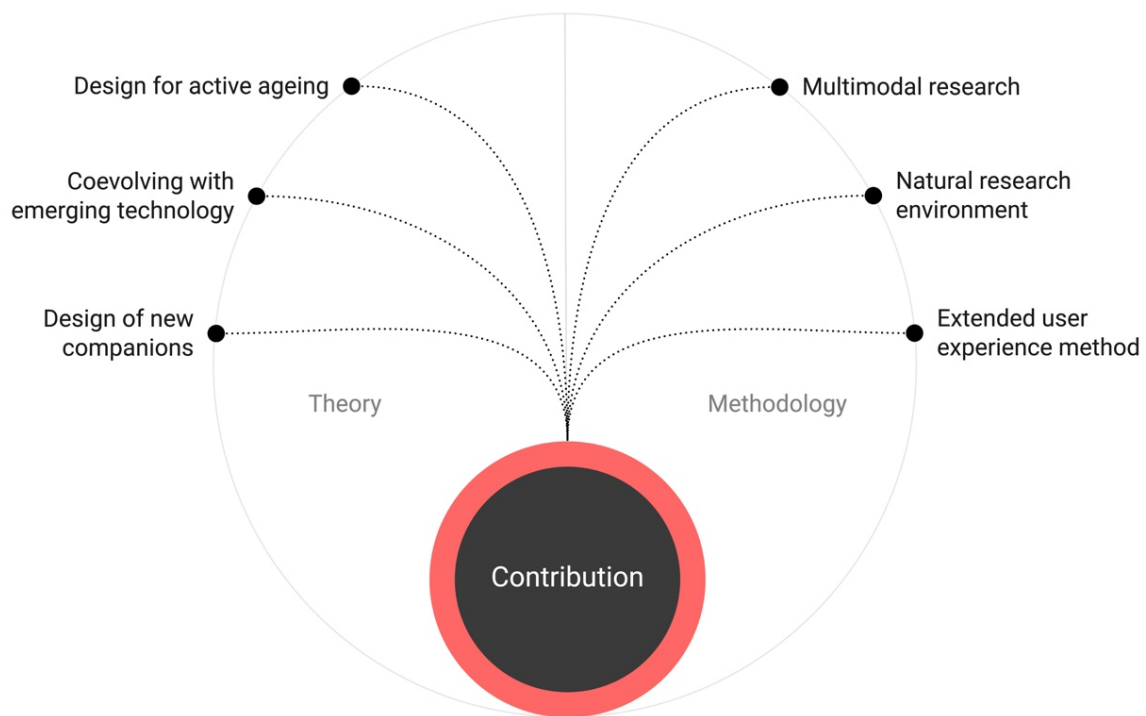 Design for active ageing
Coevolving with
emerging technology
Design of new
companions
Theory
Multimodal research
Natural research
environment
Extended user
experience method
Methodology
Contribution